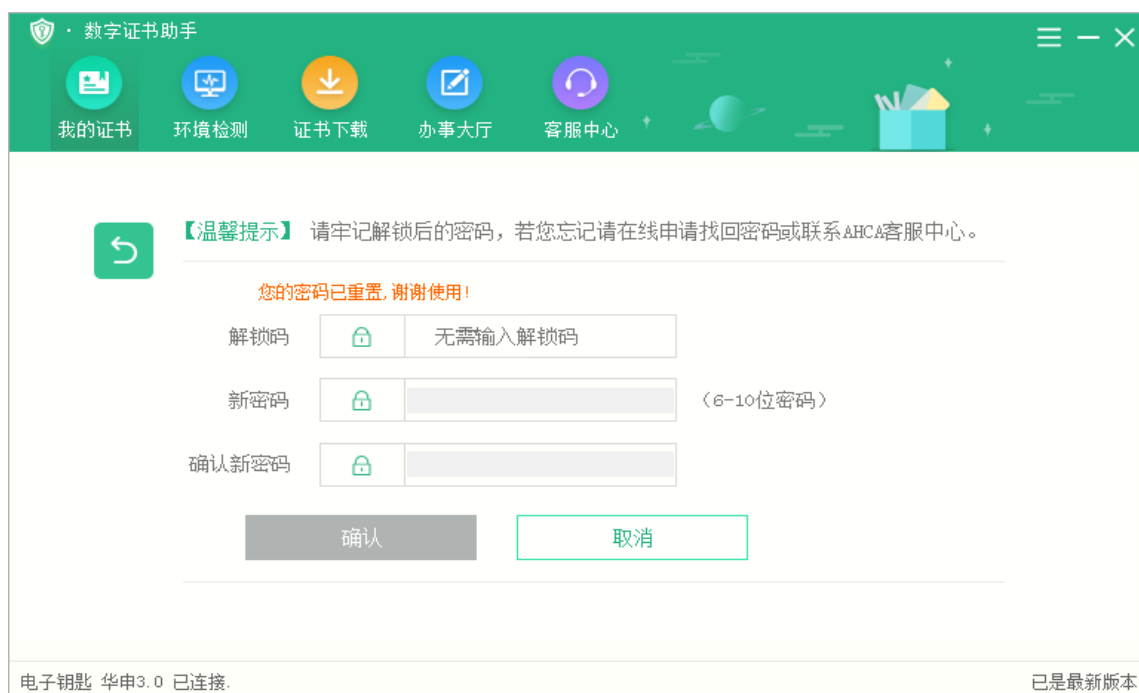 · 数字证书助手
我的证书 环境检测 证书下载 办事大厅 客服中心
【温馨提示】 请牢记解锁后的密码，若您忘记请在线申请找回密码或联系AHCA客服中心。
您的密码已重置,谢谢使用!
解锁码 无需输入解锁码
新密码 （6-10位密码）
确认新密码
确认 取消
电子钥匙 华申3.0 已连接. 已是最新版本